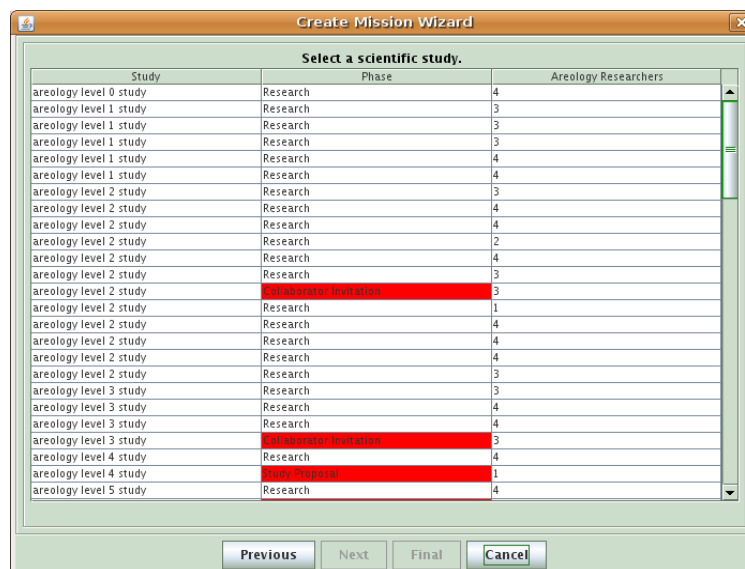 Create Mission Wizard
Select a scientific study.
Study Phase Areology Researchers
areology level 0 study Research 4
areology level 1 study Research 3
areology level 1 study Research 3
areology level 1 study Research 3
areology level 1 study Research 4
areology level 1 study Research 4
areology level 2 study Research 3
areology level 2 study Research 4
areology level 2 study Research 4
areology level 2 study Research 2
areology level 2 study Research 4
areology level 2 study Research 3
areology level 2 study Collaborator Invitation 3
areology level 2 study Research 1
areology level 2 study Research 4
areology level 2 study Research 4
areology level 2 study Research 4
areology level 2 study Research 3
areology level 3 study Research 3
areology level 3 study Research 4
areology level 3 study Research 4
areology level 3 study Collaborator Invitation 3
areology level 4 study Research 4
areology level 4 study Study Proposal 1
areology level 5 study Research 4
Previous Next Final Cancel